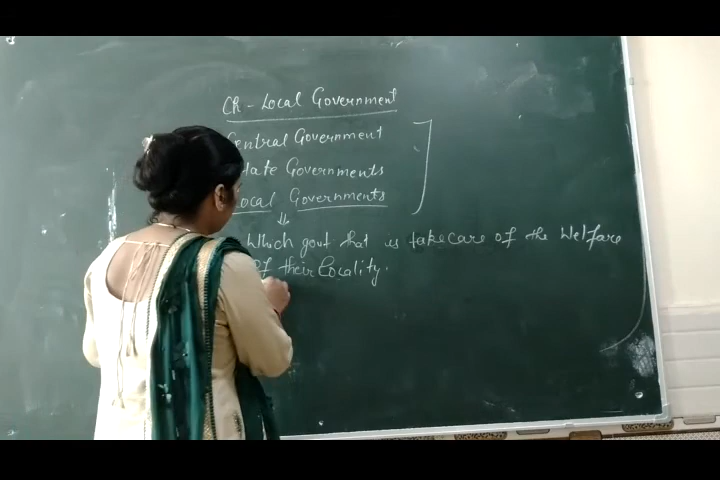 Ch - Local Government
Central Government
State Governments
Local Governments
Which govt that is take care of the Welfare
of their locality.